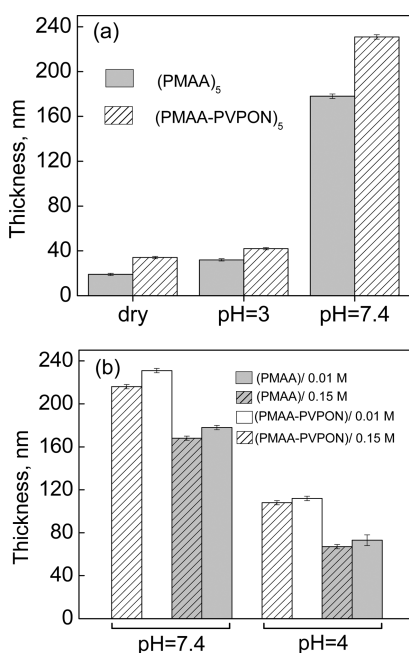 (a)
240
200
160
120
80
40
0
Thickness, nm
(PMAA)₅
(PMAA-PVPON)₅
dry
pH=3
pH=7.4
(b)
240
200
160
120
80
40
0
Thickness, nm
(PMAA)/ 0.01 M
(PMAA)/ 0.15 M
(PMAA-PVPON)/ 0.01 M
(PMAA-PVPON)/ 0.15 M
pH=7.4
pH=4